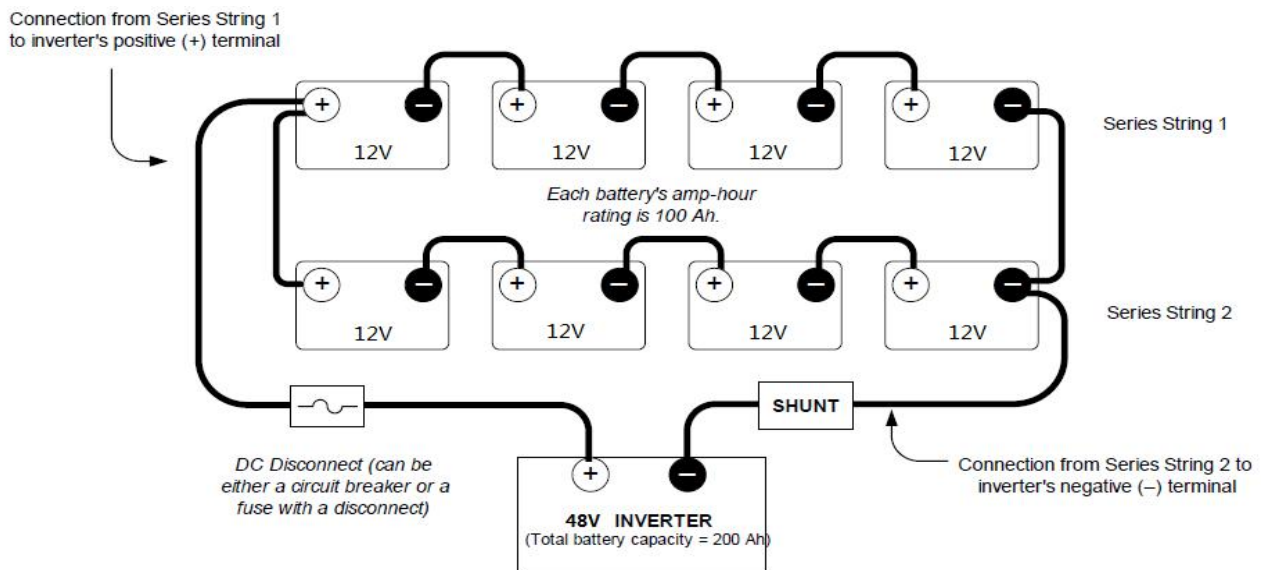 Connection from Series String 1
to inverter's positive (+) terminal
+
–
+
–
+
–
+
–
12V
12V
12V
12V
Series String 1
Each battery's amp-hour
rating is 100 Ah.
+
–
+
–
+
–
+
–
12V
12V
12V
12V
Series String 2
SHUNT
DC Disconnect (can be
either a circuit breaker or a
fuse with a disconnect)
+
–
48V INVERTER
(Total battery capacity = 200 Ah)
Connection from Series String 2 to
inverter's negative (–) terminal